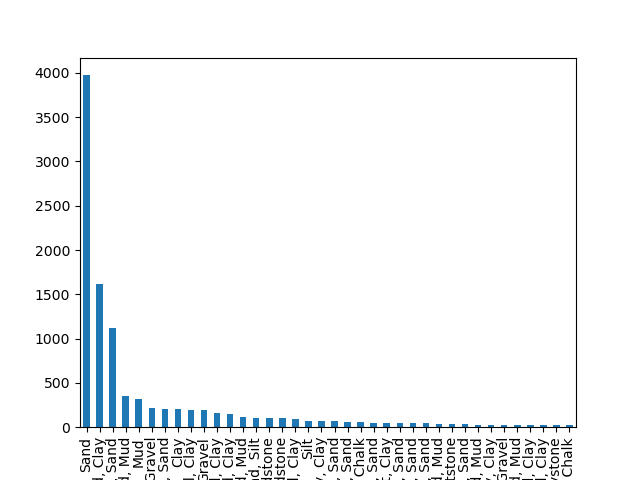 4000
3500
3000
2500
2000
1500
1000
500
0
Sand
, Clay
Sand
, Mud
Mud
Gravel
, Sand
Clay
, Clay
Gravel
, Clay
, Clay
, Mud
, Silt
, Clay
Silt
, Clay
, Sand
, Sand
Chalk
Sand
, Clay
, Sand
, Sand
, Sand
, Mud
Sand
, Mud
, Clay
Gravel
, Mud
, Clay
, Clay
Chalk